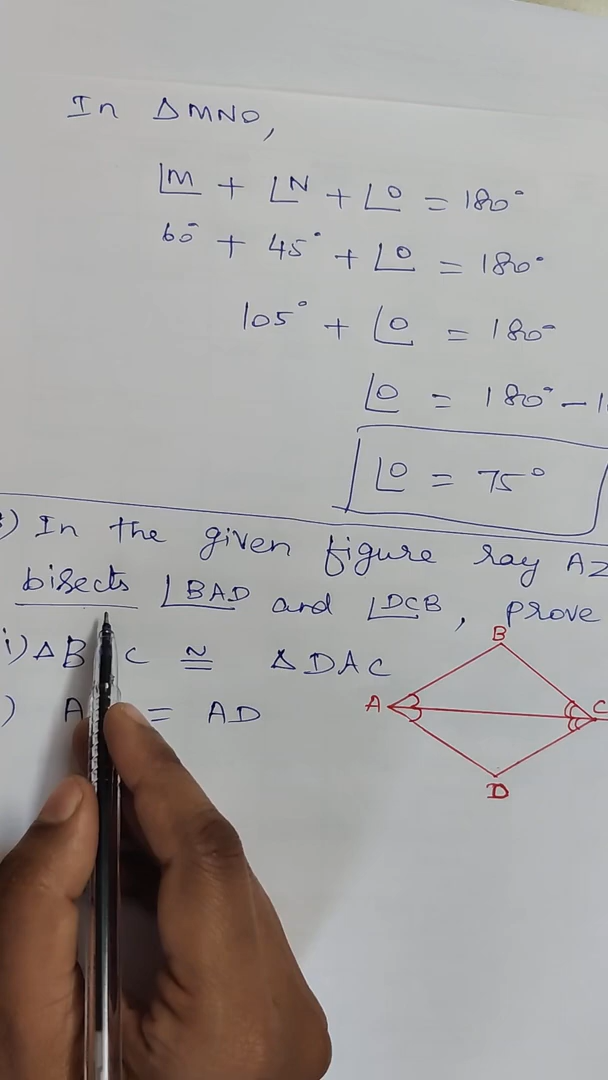 In ΔMNO,
∠M + ∠N + ∠O = 180°
60° + 45° + ∠O = 180°
105° + ∠O = 180°
∠O = 180° - 1
∠O = 75°
) In the given figure ray AZ
bisects ∠BAD and ∠DCB, prove
i) ΔB C ≅ ΔDAC
) A = AD
B
A
C
D